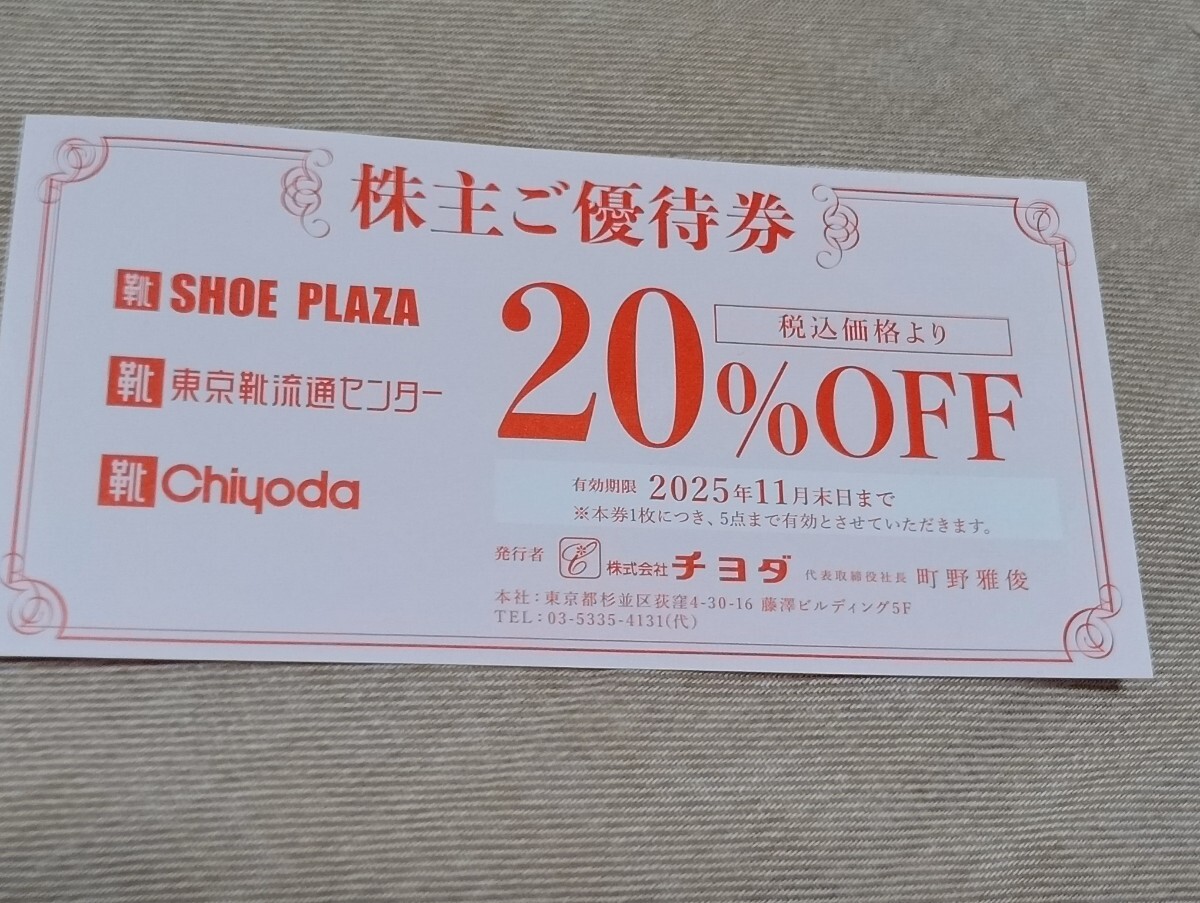 株主ご優待券
靴 SHOE PLAZA
靴 東京靴流通センター
靴 Chiyoda
税込価格より
20%OFF
有効期限 2025年11月末日まで
※本券1枚につき、5点まで有効とさせていただきます。
発行者 株式会社チヨダ 代表取締役社長 町野雅俊
本社：東京都杉並区荻窪4-30-16 藤澤ビルディング5F
TEL：03-5335-4131(代)